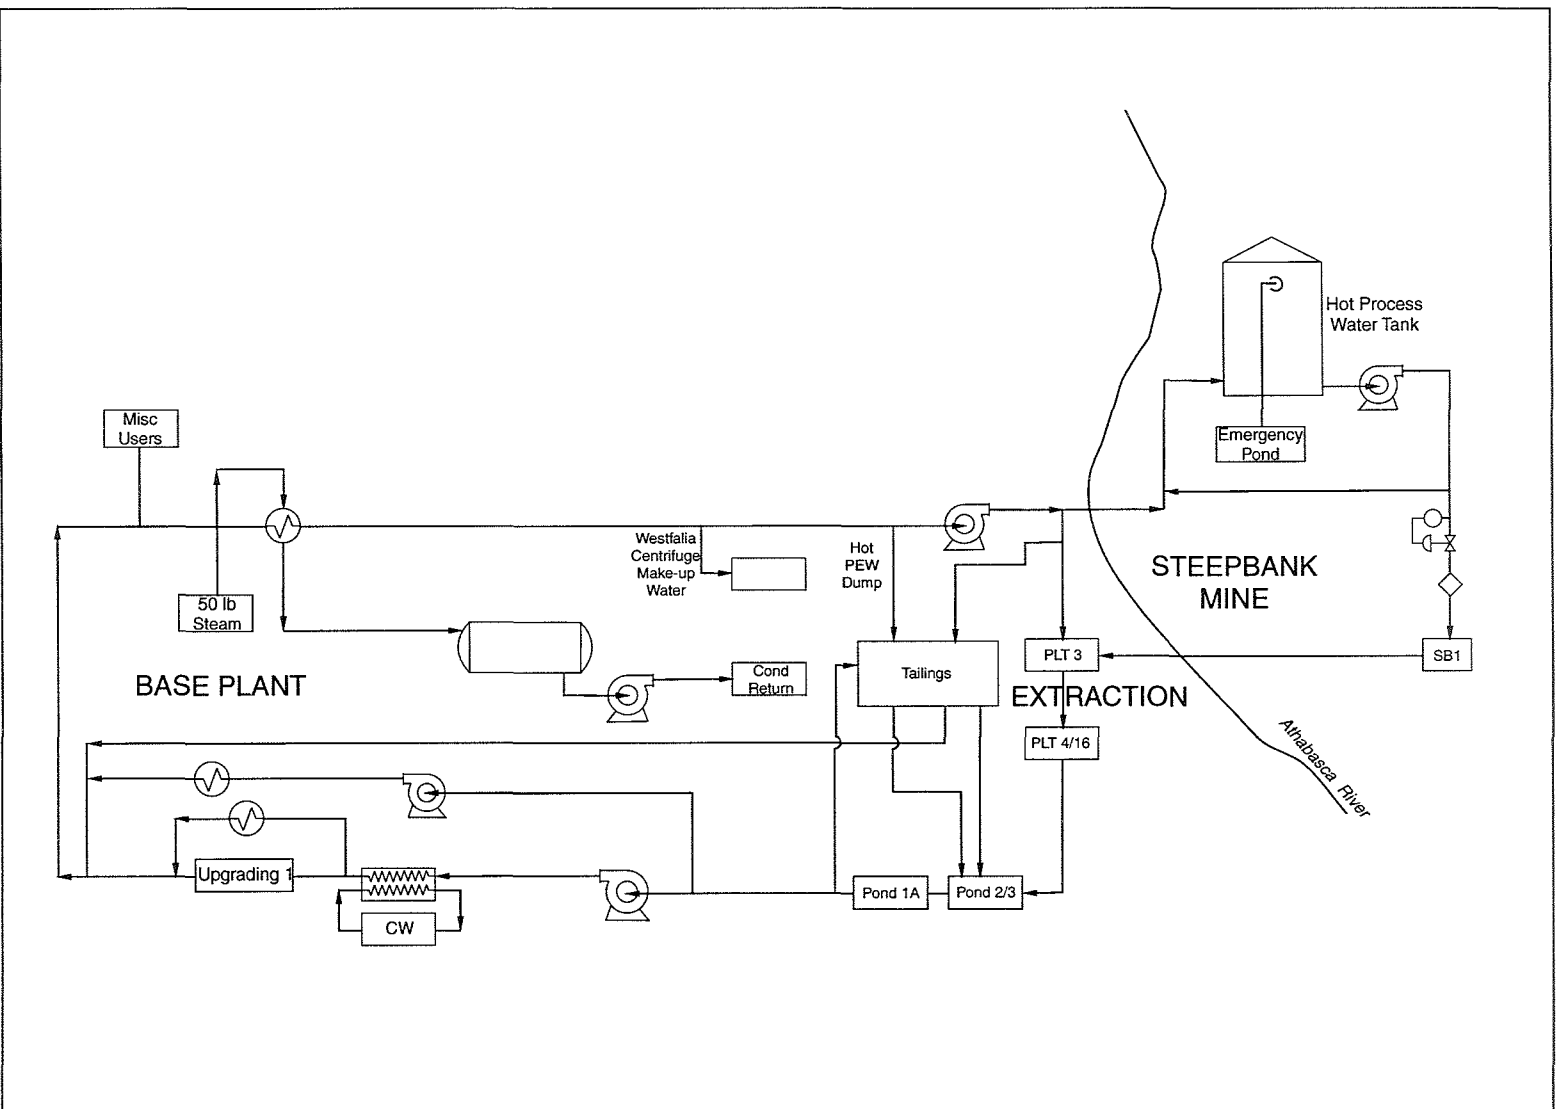 Hot Process
Water Tank
Misc
Users
Emergency
Pond
Westfalia
Centrifuge
Make-up
Water
Hot
PEW
Dump
STEEPBANK
MINE
50 lb
Steam
BASE PLANT
Cond
Return
Tailings
PLT 3
SB1
EXTRACTION
PLT 4/16
Athabasca River
Upgrading 1
CW
Pond 1A
Pond 2/3